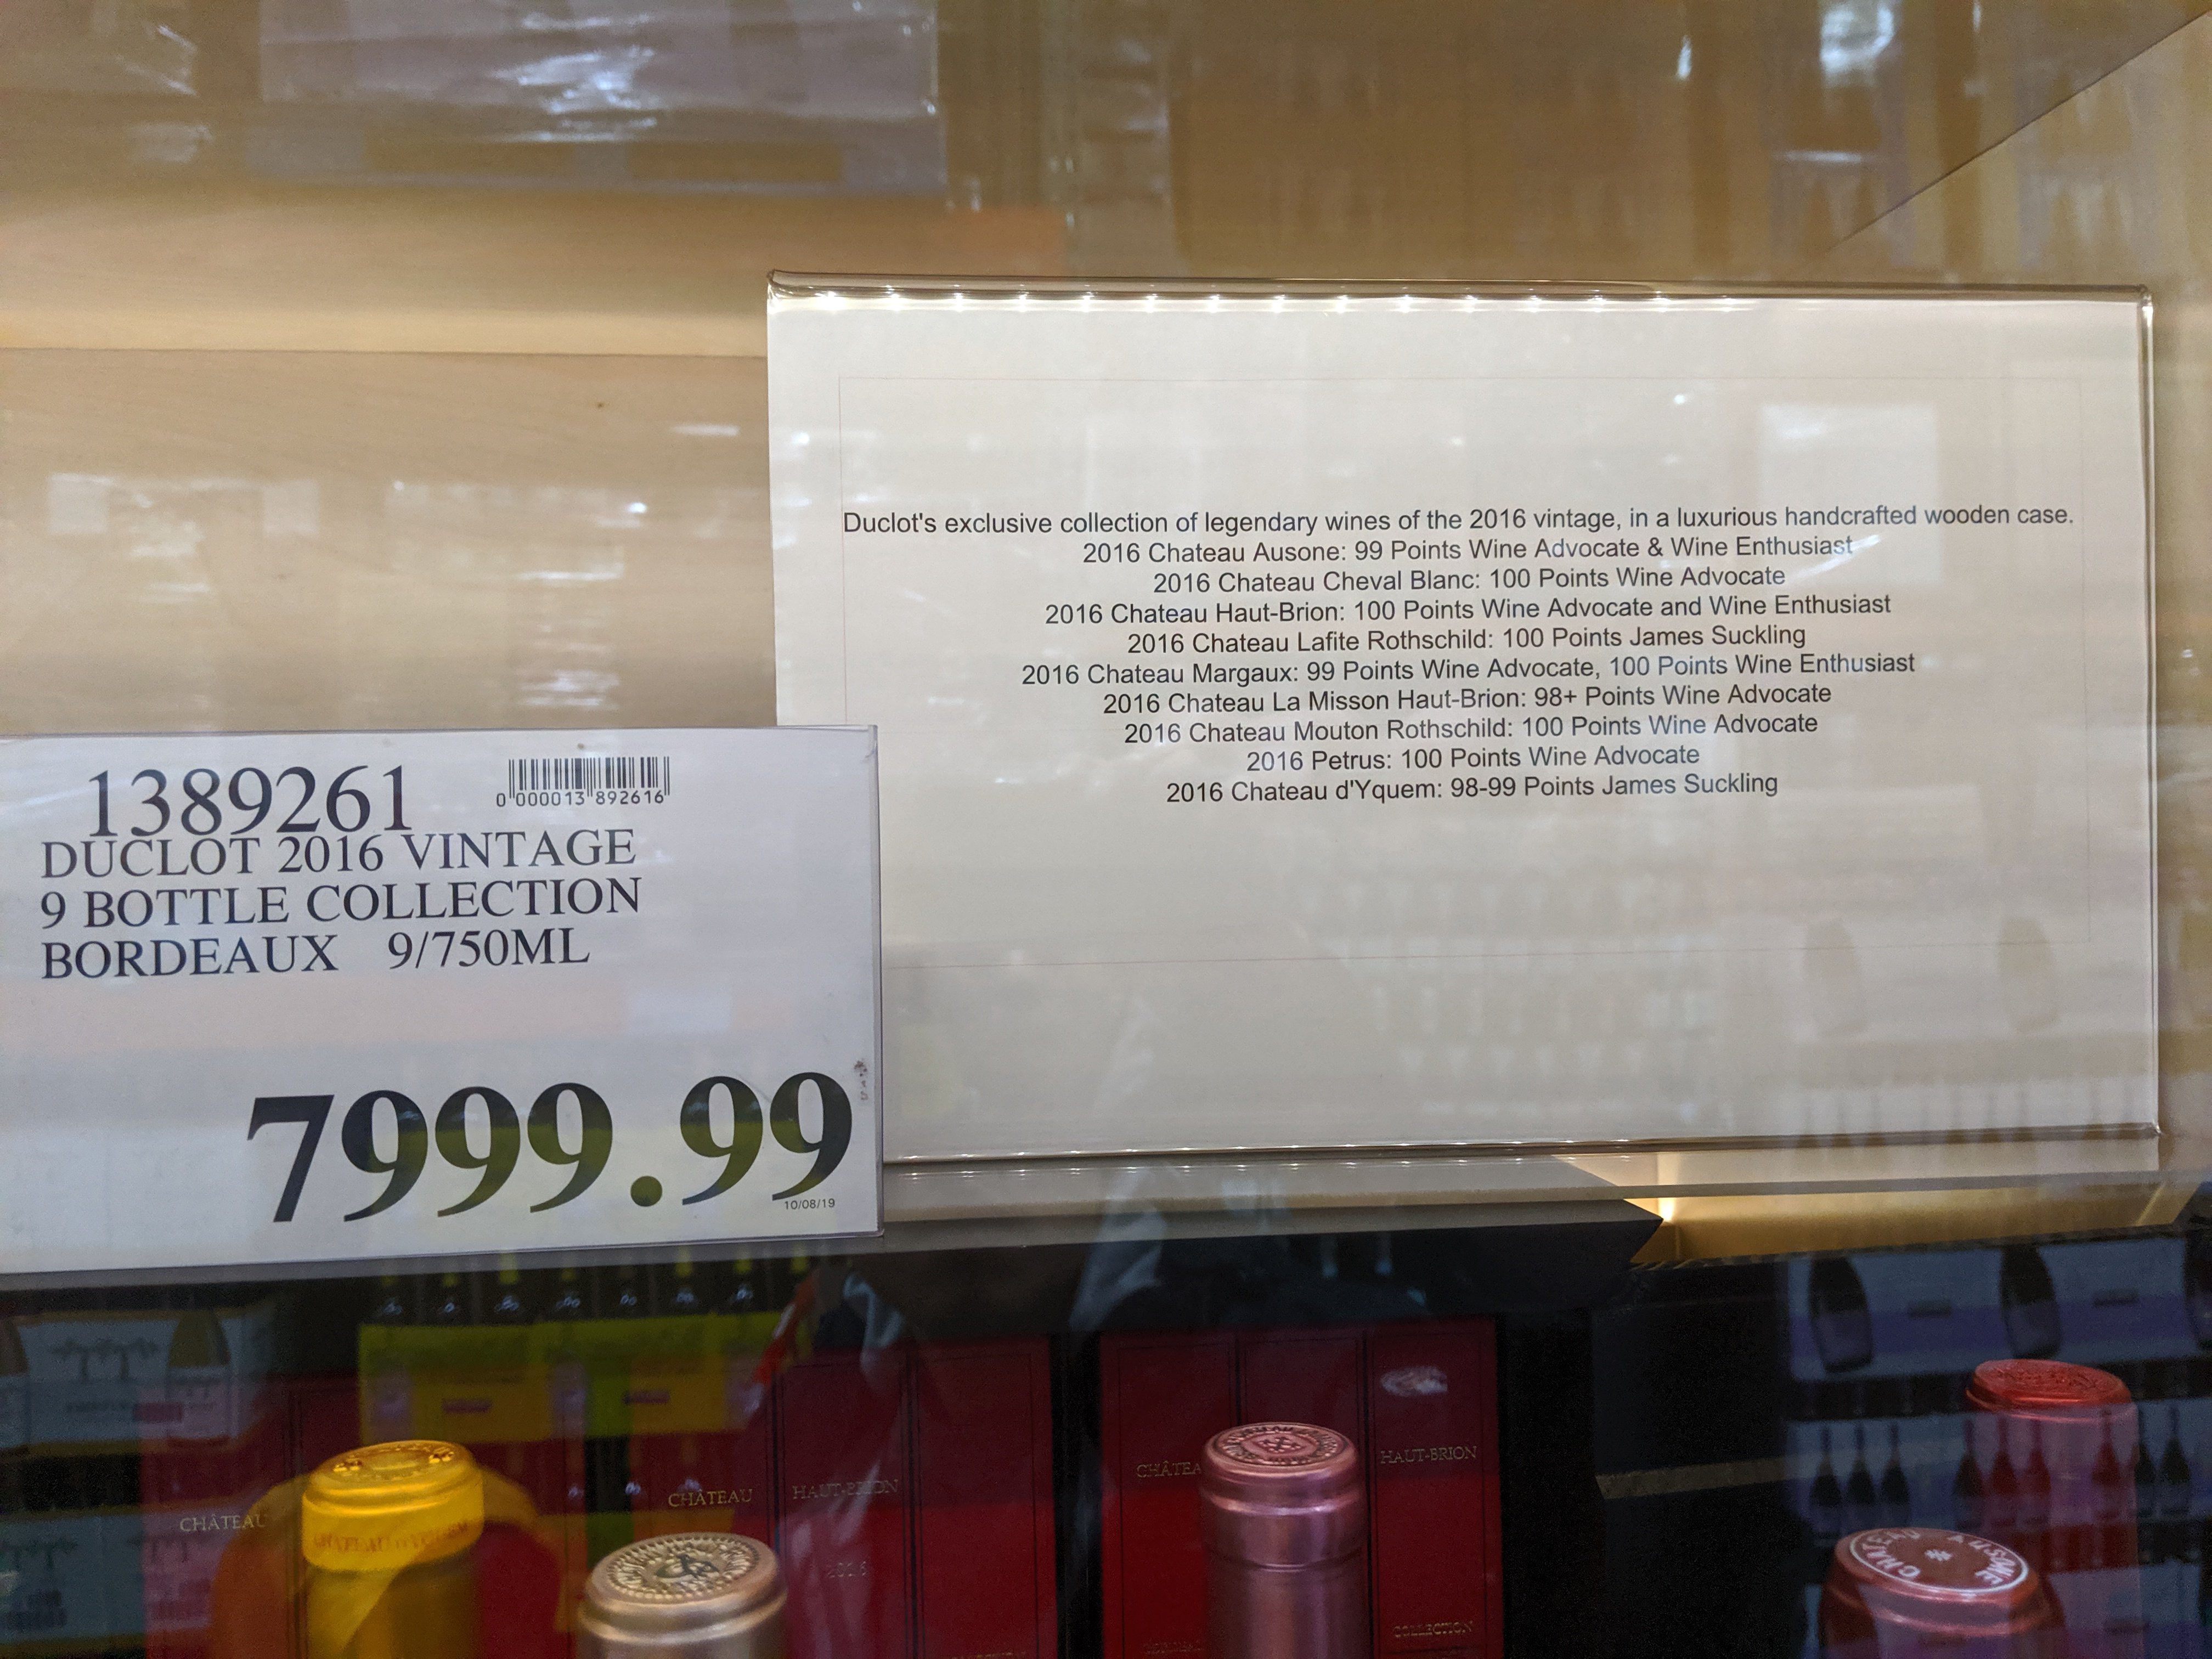 Duclot's exclusive collection of legendary wines of the 2016 vintage, in a luxurious handcrafted wooden case.
2016 Chateau Ausone: 99 Points Wine Advocate & Wine Enthusiast
2016 Chateau Cheval Blanc: 100 Points Wine Advocate
2016 Chateau Haut-Brion: 100 Points Wine Advocate and Wine Enthusiast
2016 Chateau Lafite Rothschild: 100 Points James Suckling
2016 Chateau Margaux: 99 Points Wine Advocate, 100 Points Wine Enthusiast
2016 Chateau La Misson Haut-Brion: 98+ Points Wine Advocate
2016 Chateau Mouton Rothschild: 100 Points Wine Advocate
2016 Petrus: 100 Points Wine Advocate
2016 Chateau d'Yquem: 98-99 Points James Suckling
1389261
0 000013 892616
DUCLOT 2016 VINTAGE
9 BOTTLE COLLECTION
BORDEAUX 9/750ML
7999.99
10/08/19
CHÂTEAU
CHÂTEAU
HAUT-BRION
2016
HAUT-BRION
COLLECTION
CHATEAU AUSONE